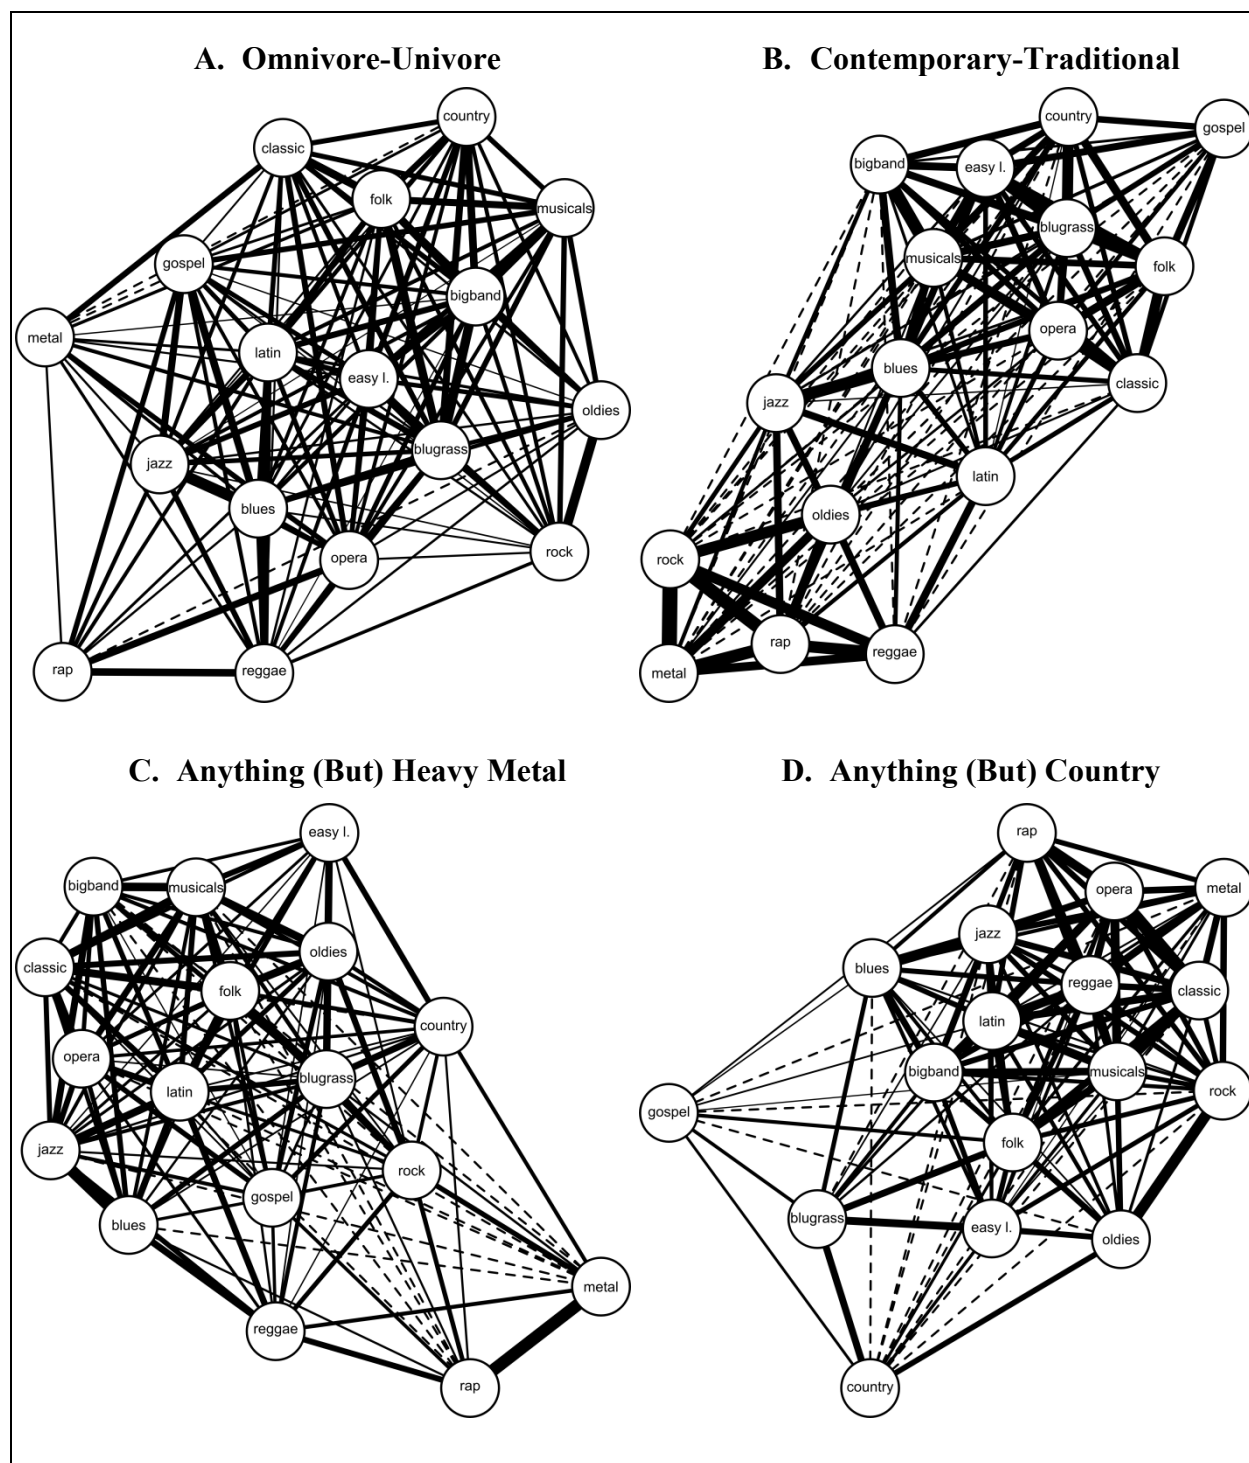 A. Omnivore-Univore
country
classic
folk
musicals
gospel
bigband
metal
latin
easy l.
oldies
blugrass
jazz
blues
opera
rock
rap
reggae
B. Contemporary-Traditional
country
gospel
bigband
easy l.
blugrass
musicals
folk
opera
blues
classic
jazz
latin
oldies
rock
rap
reggae
metal
C. Anything (But) Heavy Metal
easy l.
bigband
musicals
oldies
classic
folk
country
opera
blugrass
latin
jazz
rock
gospel
blues
metal
reggae
rap
D. Anything (But) Country
rap
opera
metal
jazz
blues
reggae
classic
latin
bigband
musicals
rock
gospel
folk
blugrass
easy l.
oldies
country